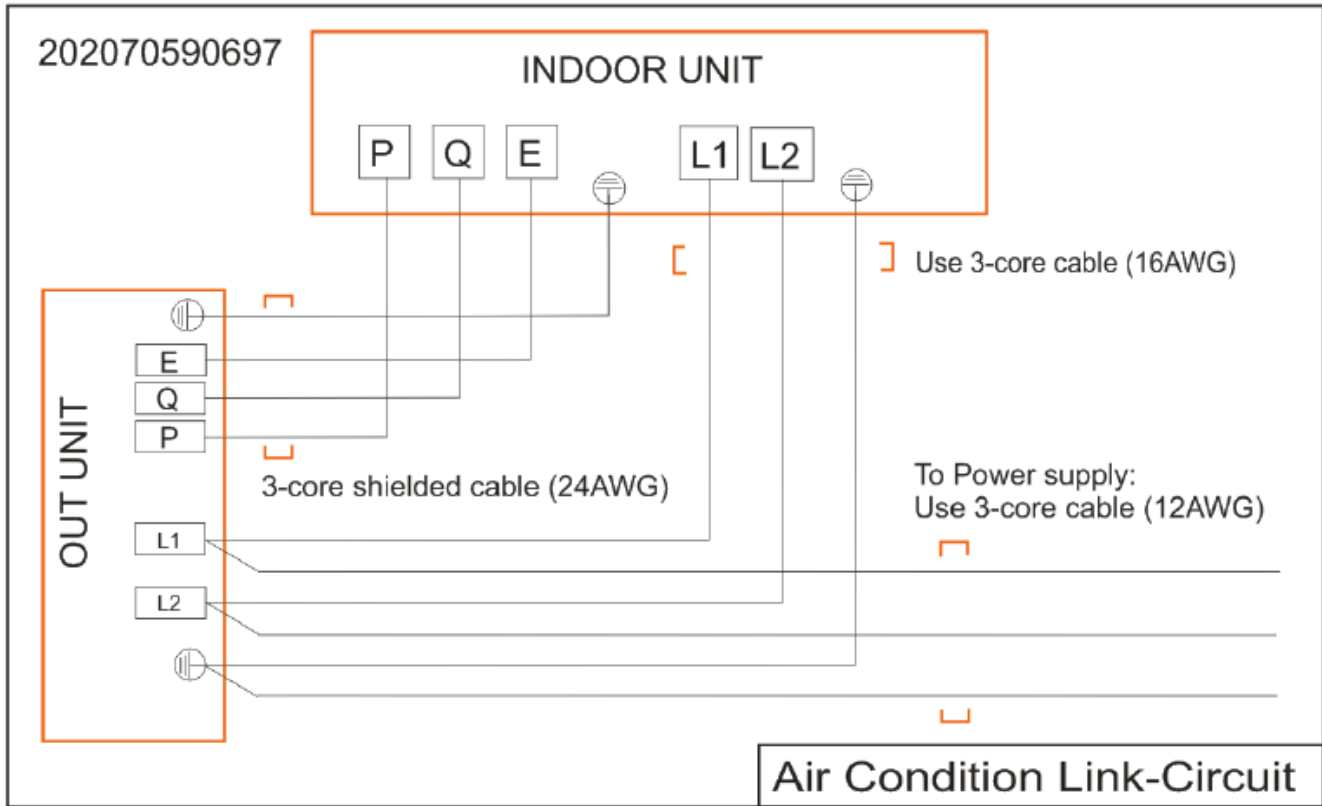 202070590697
INDOOR UNIT
P Q E L1 L2
Use 3-core cable (16AWG)
OUT UNIT
E
Q
P
3-core shielded cable (24AWG)
To Power supply:
Use 3-core cable (12AWG)
L1
L2
Air Condition Link-Circuit